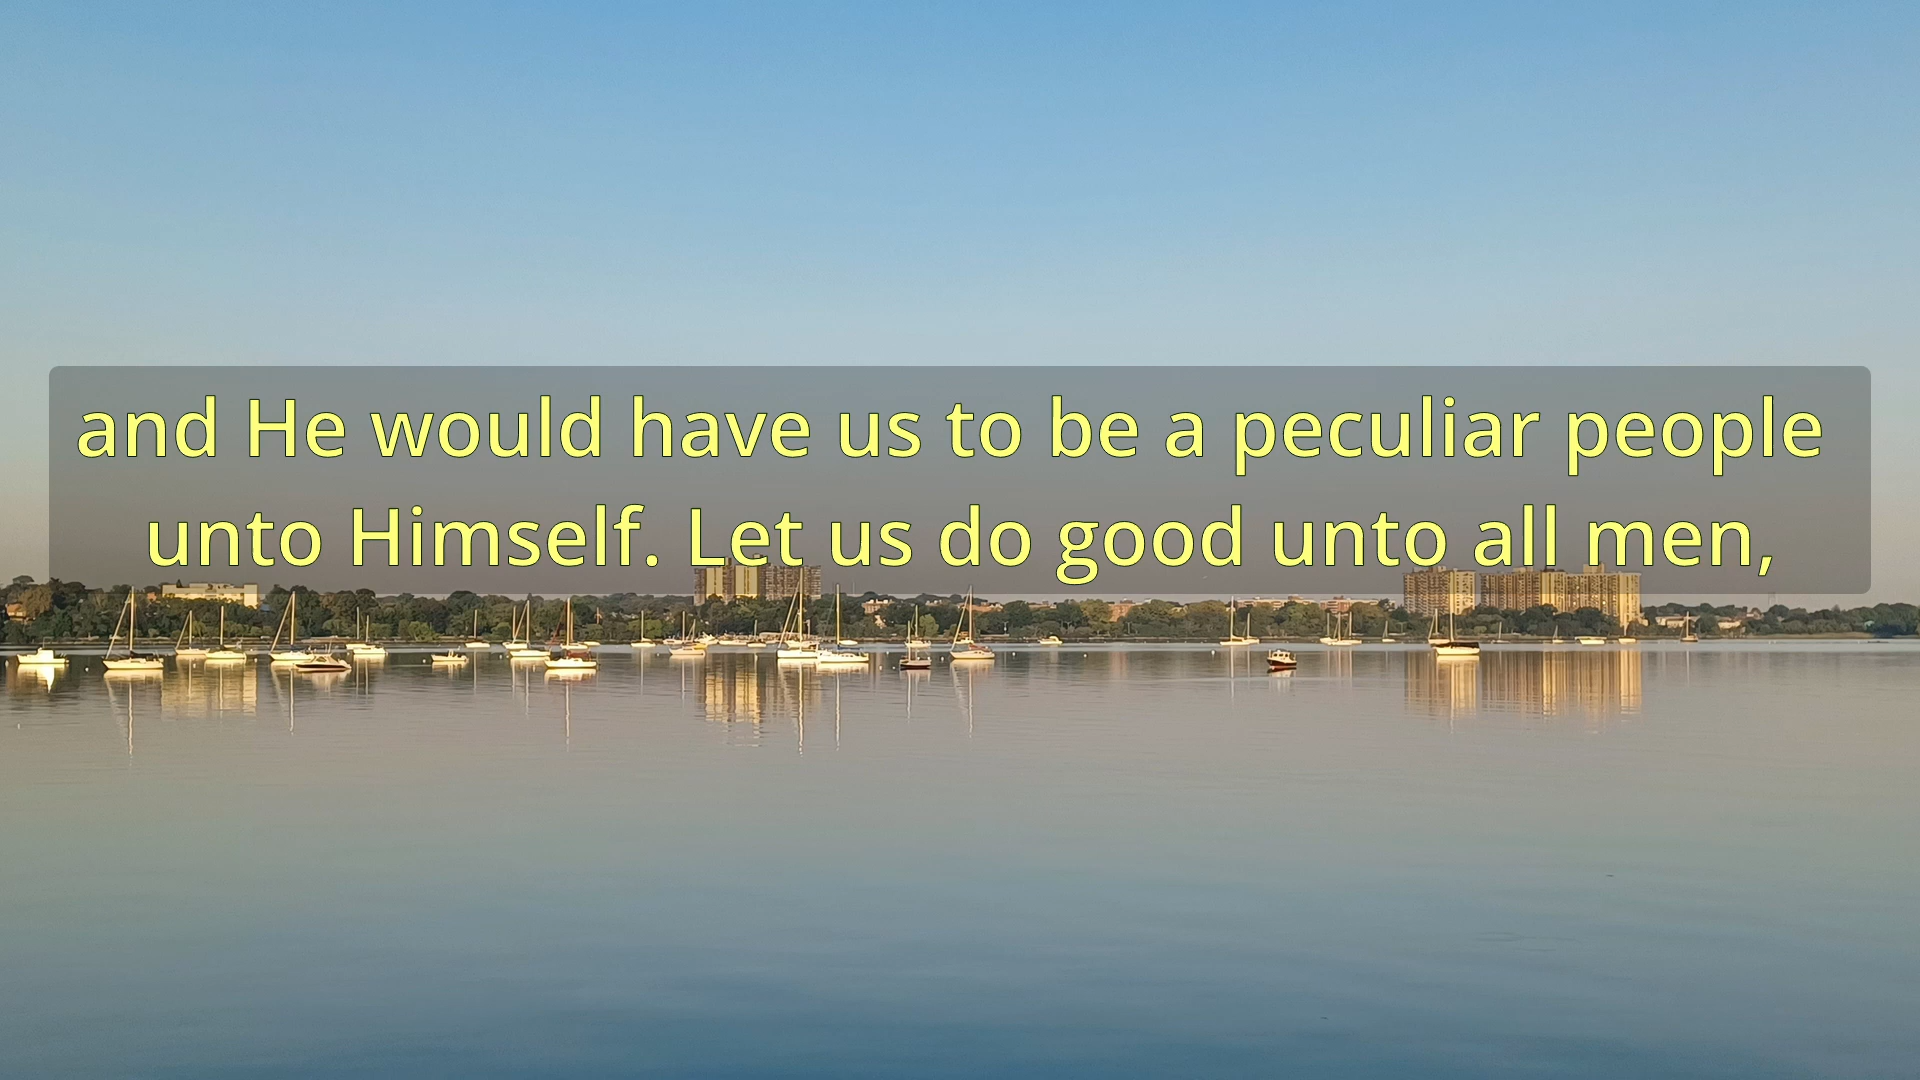 and He would have us to be a peculiar people
unto Himself. Let us do good unto all men,